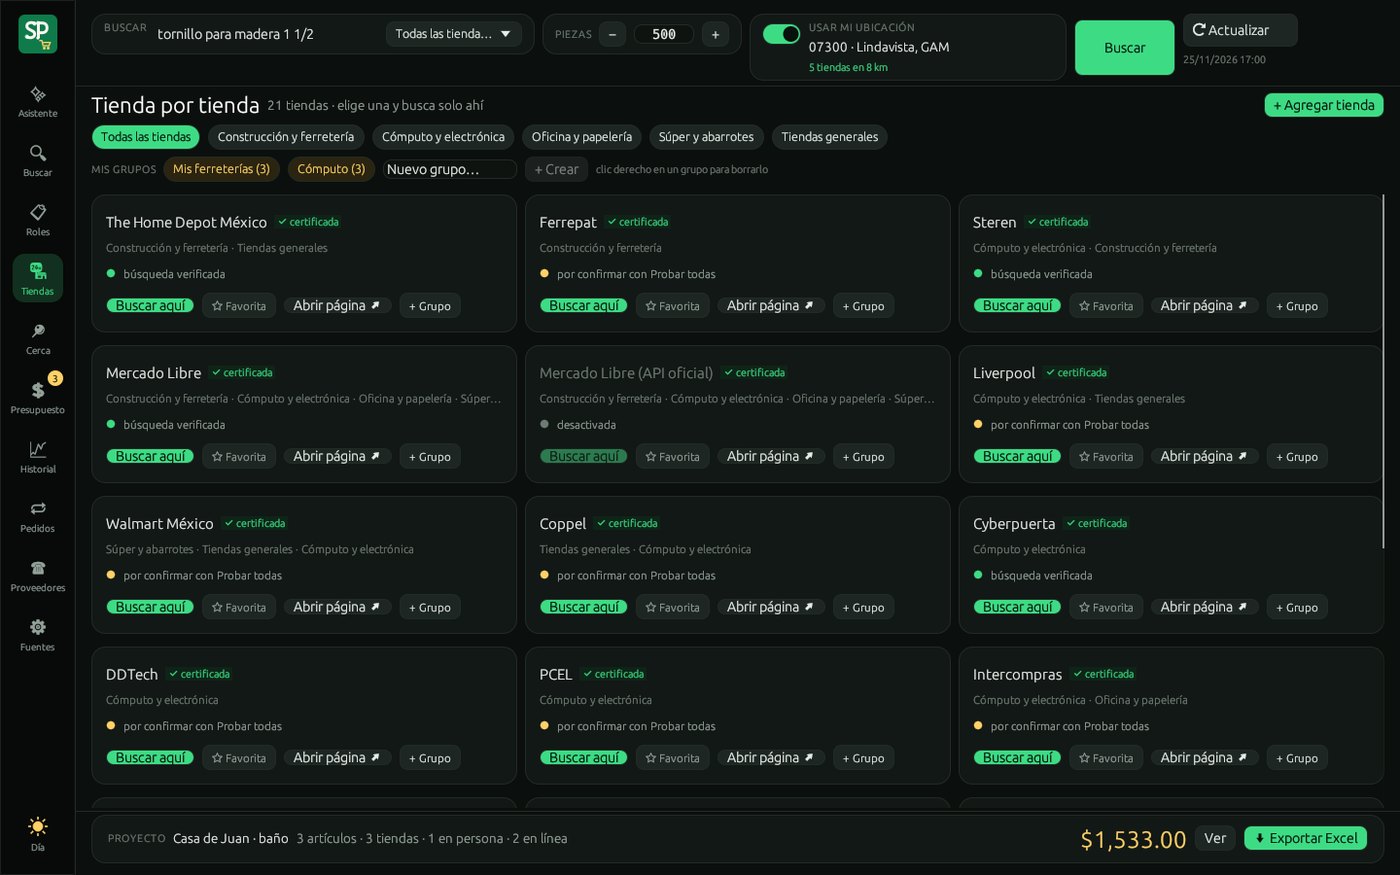 SP
BUSCAR tornillo para madera 1 1/2 Todas las tienda...
PIEZAS − 500 +
USAR MI UBICACIÓN
07300 · Lindavista, GAM
5 tiendas en 8 km
Buscar
Actualizar
25/11/2026 17:00
Asistente
Buscar
Roles
Tiendas
Cerca
3
Presupuesto
Historial
Pedidos
Proveedores
Fuentes
Día
Tienda por tienda 21 tiendas · elige una y busca solo ahí
+ Agregar tienda
Todas las tiendas Construcción y ferretería Cómputo y electrónica Oficina y papelería Súper y abarrotes Tiendas generales
MIS GRUPOS Mis ferreterías (3) Cómputo (3) Nuevo grupo... + Crear clic derecho en un grupo para borrarlo
The Home Depot México ✓ certificada
Construcción y ferretería · Tiendas generales
búsqueda verificada
Buscar aquí ☆ Favorita Abrir página ↗ + Grupo
Ferrepat ✓ certificada
Construcción y ferretería
por confirmar con Probar todas
Buscar aquí ☆ Favorita Abrir página ↗ + Grupo
Steren ✓ certificada
Cómputo y electrónica · Construcción y ferretería
búsqueda verificada
Buscar aquí ☆ Favorita Abrir página ↗ + Grupo
Mercado Libre ✓ certificada
Construcción y ferretería · Cómputo y electrónica · Oficina y papelería · Súper...
búsqueda verificada
Buscar aquí ☆ Favorita Abrir página ↗ + Grupo
Mercado Libre (API oficial) ✓ certificada
Construcción y ferretería · Cómputo y electrónica · Oficina y papelería · Súper...
desactivada
Buscar aquí ☆ Favorita Abrir página ↗ + Grupo
Liverpool ✓ certificada
Cómputo y electrónica · Tiendas generales
por confirmar con Probar todas
Buscar aquí ☆ Favorita Abrir página ↗ + Grupo
Walmart México ✓ certificada
Súper y abarrotes · Tiendas generales · Cómputo y electrónica
por confirmar con Probar todas
Buscar aquí ☆ Favorita Abrir página ↗ + Grupo
Coppel ✓ certificada
Tiendas generales · Cómputo y electrónica
por confirmar con Probar todas
Buscar aquí ☆ Favorita Abrir página ↗ + Grupo
Cyberpuerta ✓ certificada
Cómputo y electrónica
búsqueda verificada
Buscar aquí ☆ Favorita Abrir página ↗ + Grupo
DDTech ✓ certificada
Cómputo y electrónica
por confirmar con Probar todas
Buscar aquí ☆ Favorita Abrir página ↗ + Grupo
PCEL ✓ certificada
Cómputo y electrónica
por confirmar con Probar todas
Buscar aquí ☆ Favorita Abrir página ↗ + Grupo
Intercompras ✓ certificada
Cómputo y electrónica · Oficina y papelería
por confirmar con Probar todas
Buscar aquí ☆ Favorita Abrir página ↗ + Grupo
PROYECTO Casa de Juan · baño 3 artículos · 3 tiendas · 1 en persona · 2 en línea
$1,533.00 Ver Exportar Excel